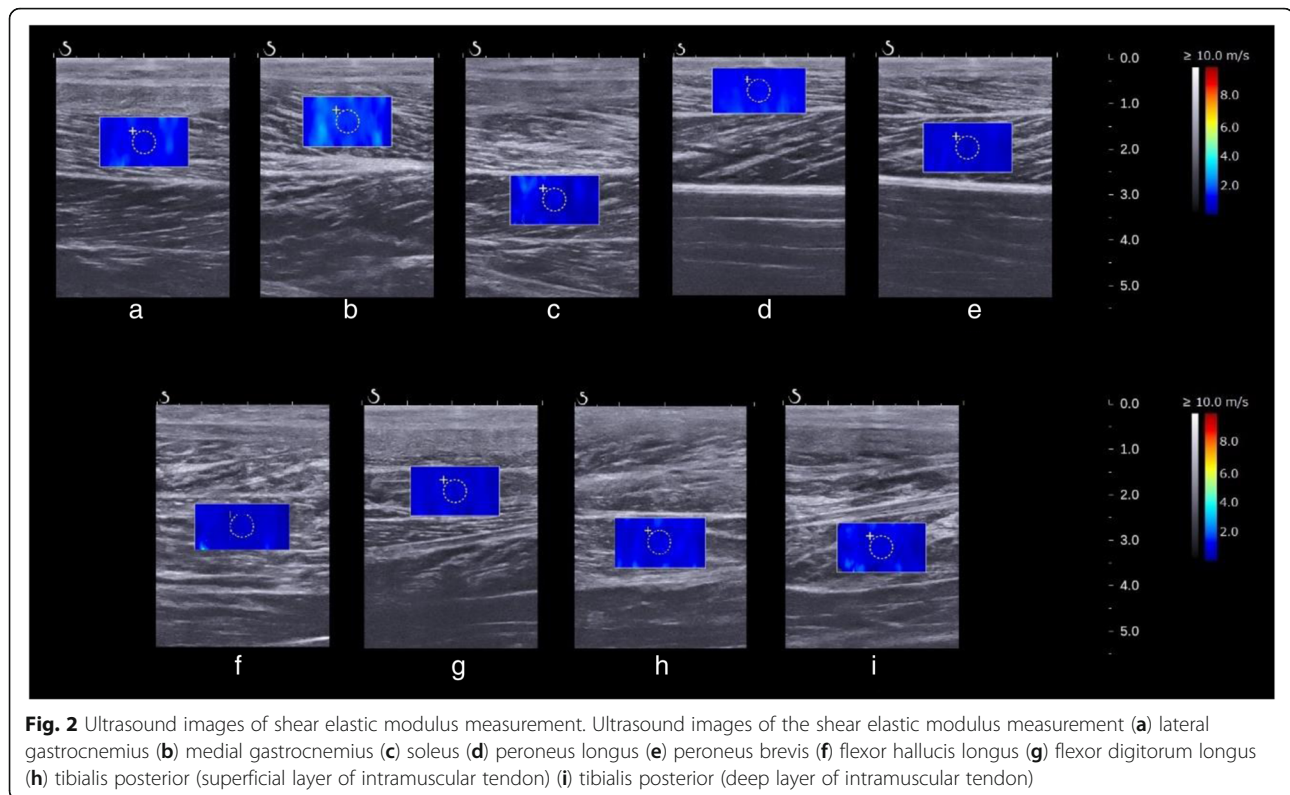 0.0
≥ 10.0 m/s
1.0
8.0
2.0
6.0
3.0
4.0
4.0
2.0
5.0
a b c d e
0.0
≥ 10.0 m/s
1.0
8.0
2.0
6.0
3.0
4.0
4.0
2.0
5.0
f g h i
Fig. 2 Ultrasound images of shear elastic modulus measurement. Ultrasound images of the shear elastic modulus measurement (a) lateral
gastrocnemius (b) medial gastrocnemius (c) soleus (d) peroneus longus (e) peroneus brevis (f) flexor hallucis longus (g) flexor digitorum longus
(h) tibialis posterior (superficial layer of intramuscular tendon) (i) tibialis posterior (deep layer of intramuscular tendon)